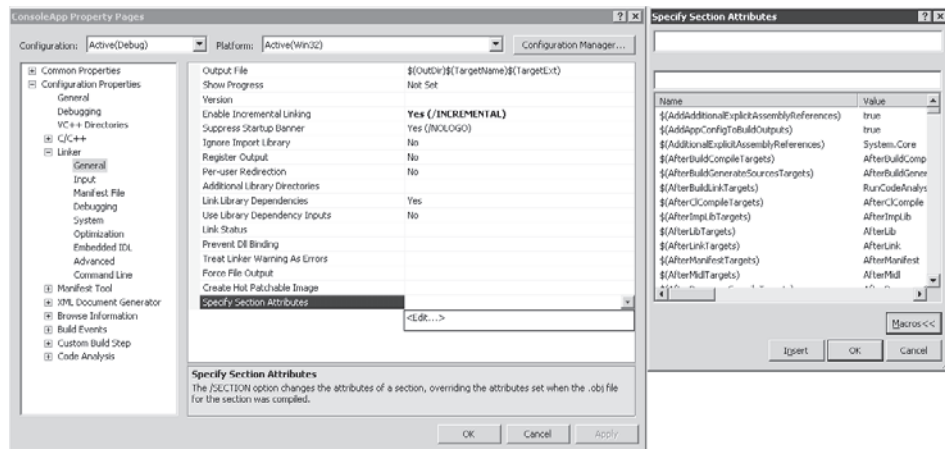 ConsoleApp Property Pages
Configuration: Active(Debug) Platform: Active(Win32) Configuration Manager...
Common Properties
Configuration Properties
General
Debugging
VC++ Directories
C/C++
Linker
General
Input
Manifest File
Debugging
System
Optimization
Embedded IDL
Advanced
Command Line
Manifest Tool
XML Document Generator
Browse Information
Build Events
Custom Build Step
Code Analysis
Output File $(OutDir)$(TargetName)$(TargetExt)
Show Progress Not Set
Version
Enable Incremental Linking Yes (/INCREMENTAL)
Suppress Startup Banner Yes (/NOLOGO)
Ignore Import Library No
Register Output No
Per-user Redirection No
Additional Library Directories
Link Library Dependencies Yes
Use Library Dependency Inputs No
Link Status
Prevent Dll Binding
Treat Linker Warning As Errors
Force File Output
Create Hot Patchable Image
Specify Section Attributes
<Edit...>
Specify Section Attributes
The /SECTION option changes the attributes of a section, overriding the attributes set when the .obj file
for the section was compiled.
OK Cancel Apply
Specify Section Attributes
Name Value
$(AddAdditionalExplicitAssemblyReferences) true
$(AddAppConfigToBuildOutputs) true
$(AdditionalExplicitAssemblyReferences) System.Core
$(AfterBuildCompileTargets) AfterBuildComp
$(AfterBuildGenerateSourcesTargets) AfterBuildGener
$(AfterBuildLinkTargets) RunCodeAnalys
$(AfterClCompileTargets) AfterClCompile
$(AfterImpLibTargets) AfterImpLib
$(AfterLibTargets) AfterLib
$(AfterLinkTargets) AfterLink
$(AfterManifestTargets) AfterManifest
$(AfterMidlTargets) AfterMidl
Macros<<
Insert OK Cancel